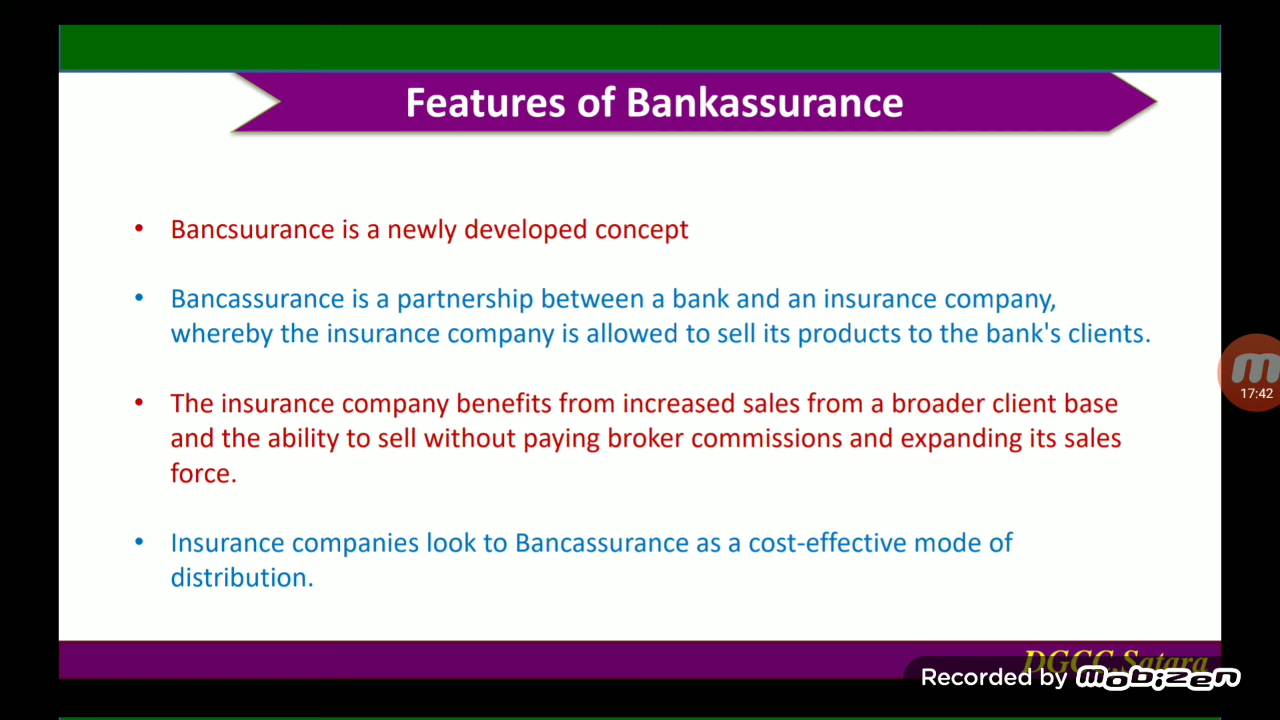 Features of Bankassurance
• Bancsuurance is a newly developed concept
• Bancassurance is a partnership between a bank and an insurance company,
whereby the insurance company is allowed to sell its products to the bank's clients.
• The insurance company benefits from increased sales from a broader client base
and the ability to sell without paying broker commissions and expanding its sales
force.
• Insurance companies look to Bancassurance as a cost-effective mode of
distribution.
17:42
DGCC, Satara
Recorded by mobizen